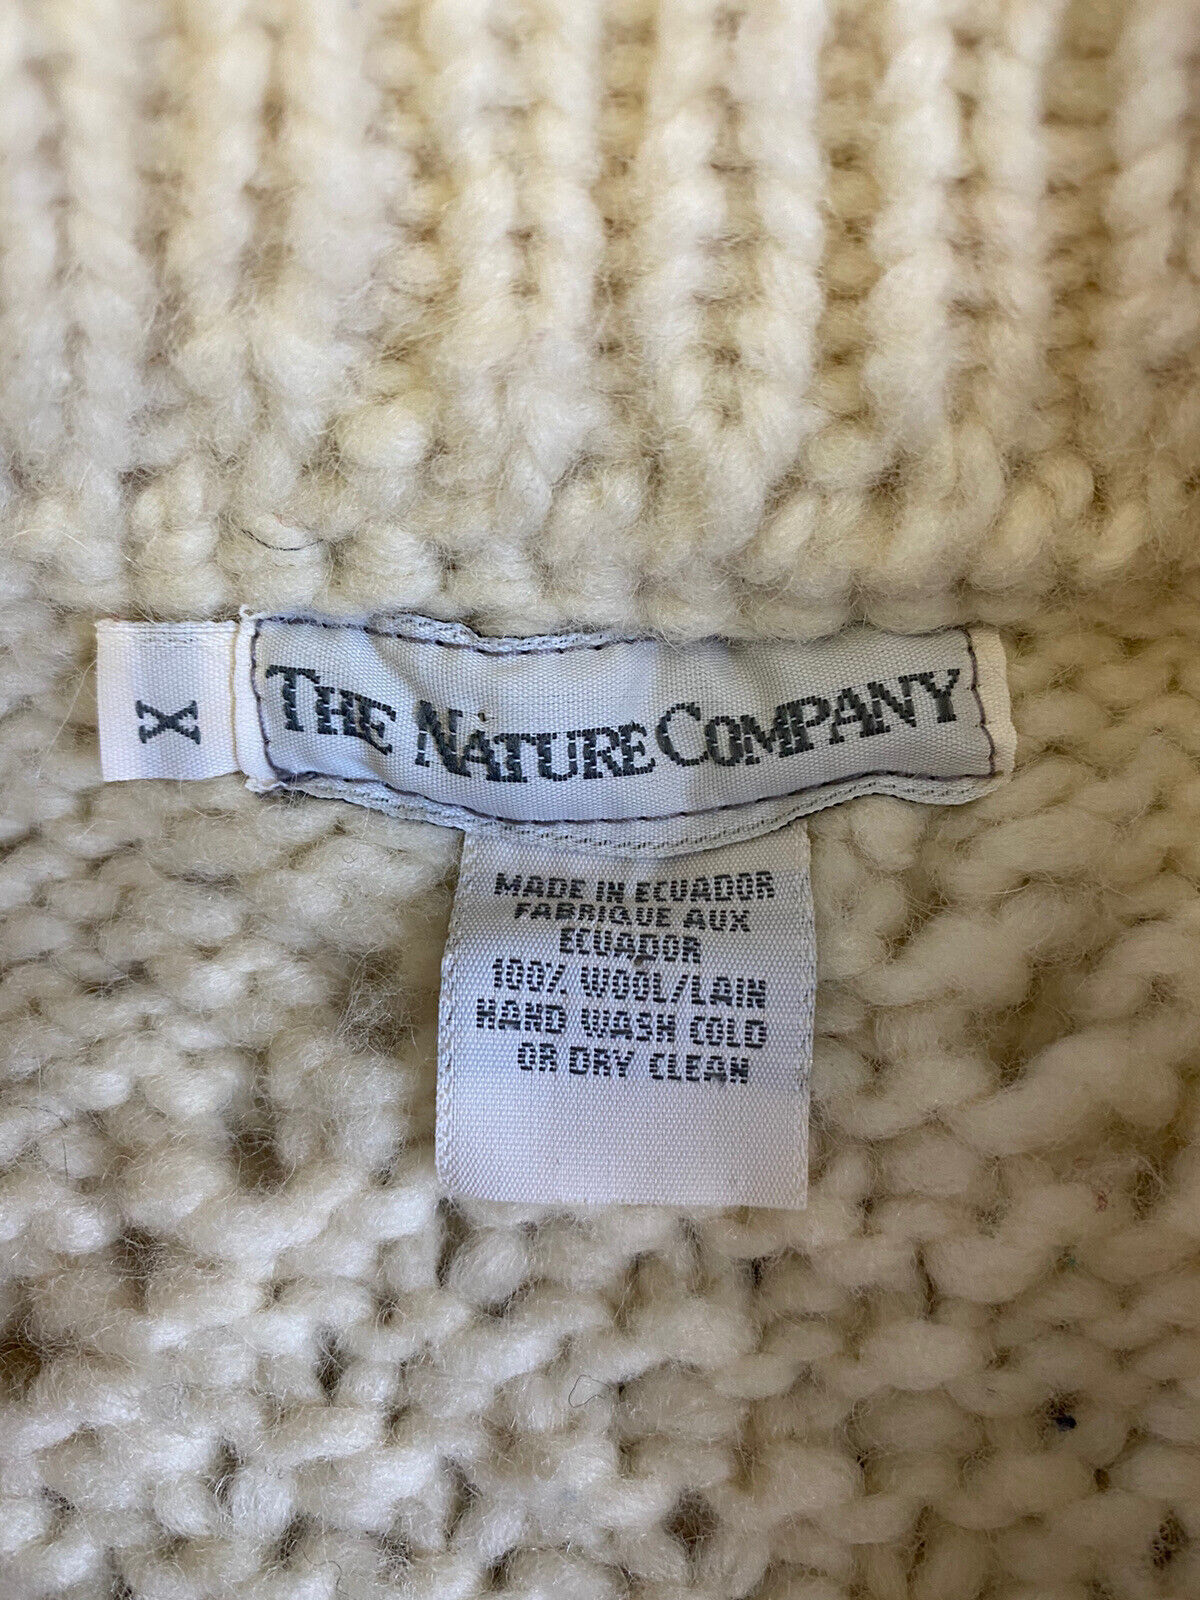 X
THE NATURE COMPANY
MADE IN ECUADOR
FABRIQUE AUX
ECUADOR
100% WOOL/LAIN
HAND WASH COLD
OR DRY CLEAN